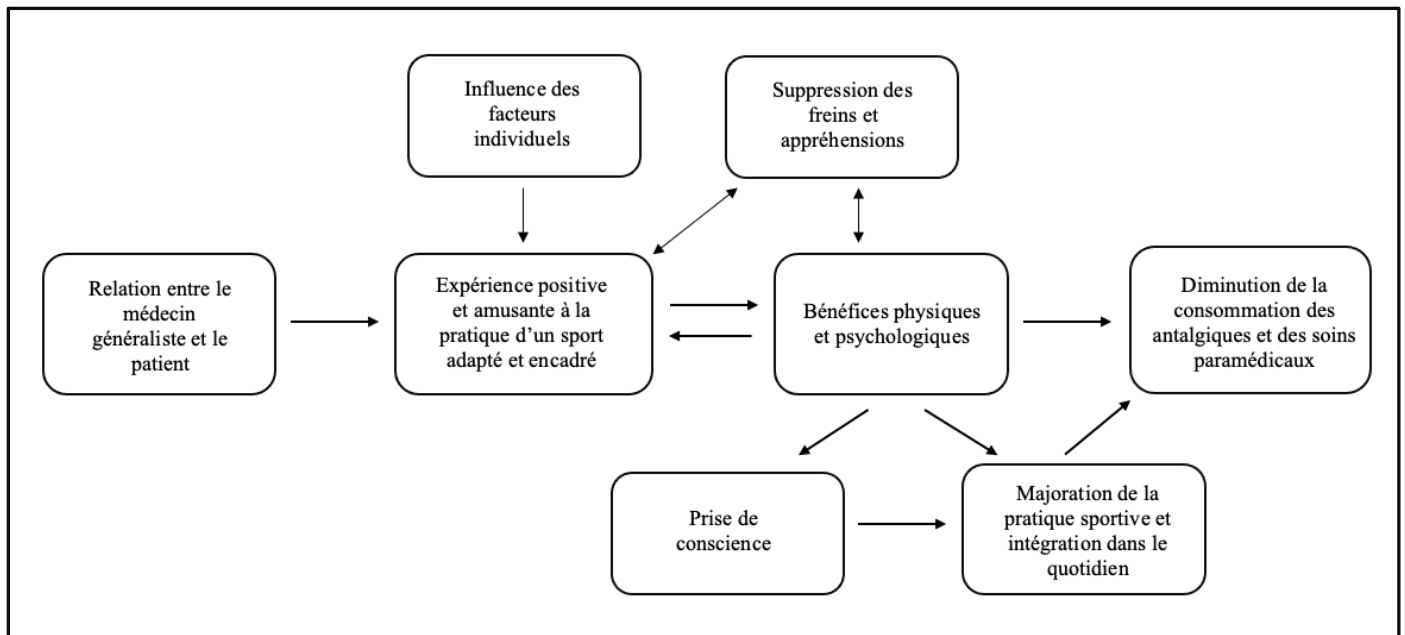 Influence des
facteurs
individuels
Suppression des
freins et
appréhensions
Relation entre le
médecin
généraliste et le
patient
Expérience positive
et amusante à la
pratique d'un sport
adapté et encadré
Bénéfices physiques
et psychologiques
Diminution de la
consommation des
antalgiques et des soins
paramédicaux
Prise de
conscience
Majoration de la
pratique sportive et
intégration dans le
quotidien